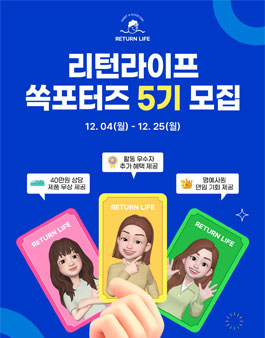 RETURN LIFE
리턴라이프
쏙포터즈 5기 모집
12. 04(월) - 12. 25(월)
활동 우수자
추가 혜택 제공
40만원 상당
제품 무상 제공
명예사원
연임 기회 제공
RETURN LIFE
RETURN LIFE
RETURN LIFE